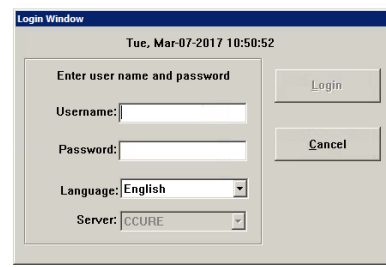 Login Window
Tue, Mar-07-2017 10:50:52
Enter user name and password
Login
Username:
Password:
Cancel
Language: English
Server: CCURE